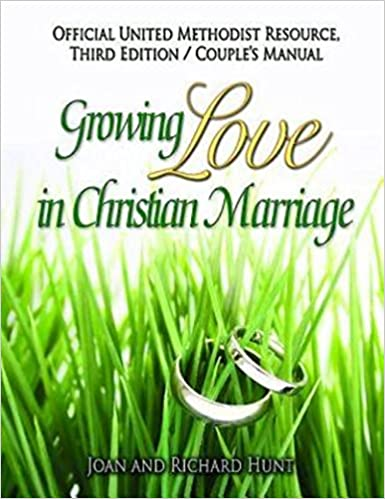 OFFICIAL UNITED METHODIST RESOURCE,
THIRD EDITION / COUPLE'S MANUAL
Growing Love
in Christian Marriage
JOAN AND RICHARD HUNT